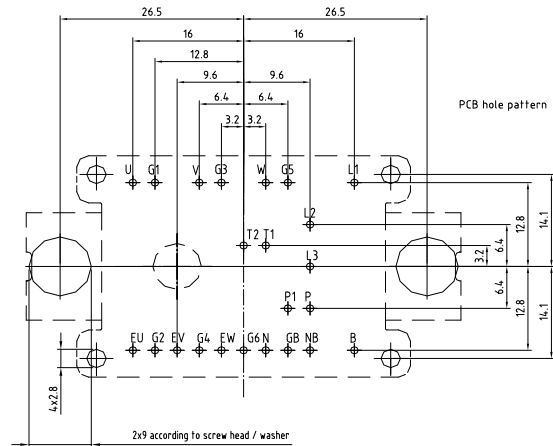 26.5 26.5
16 16
12.8
9.6 9.6
6.4 6.4
PCB hole pattern
3.2 3.2
U G1 V G3 W G5 L1
L2
T2 T1
L3
3.2 6.4 12.8 14.1
P1 P
6.4 12.8 14.1
EU G2 EV G4 EW G6 N GB NB B
4x2.8
2x9 according to screw head / washer